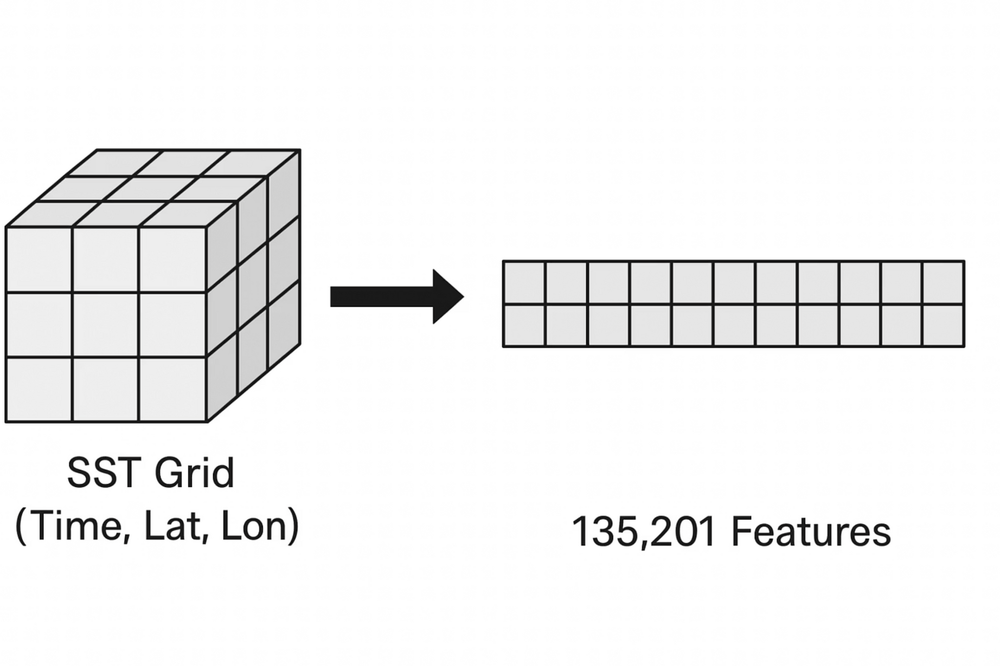 SST Grid
(Time, Lat, Lon)
135,201 Features